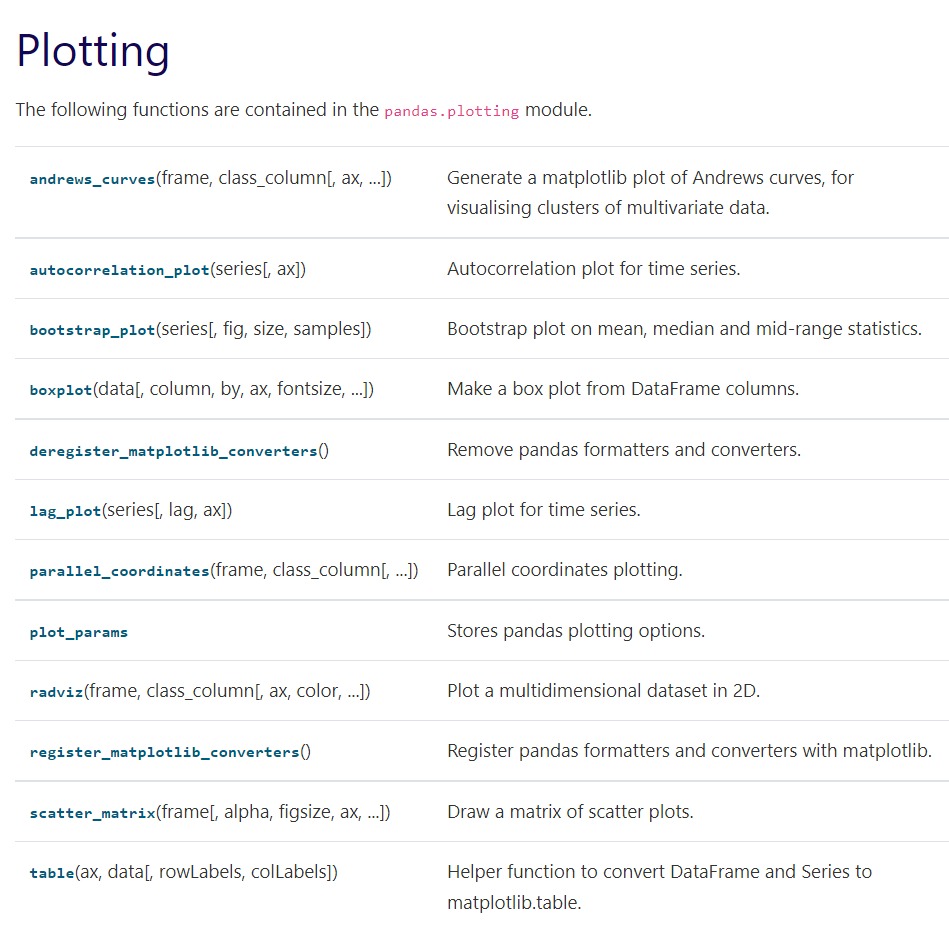 Plotting
The following functions are contained in the pandas.plotting module.
andrews_curves(frame, class_column[, ax, ...]) Generate a matplotlib plot of Andrews curves, for
visualising clusters of multivariate data.
autocorrelation_plot(series[, ax]) Autocorrelation plot for time series.
bootstrap_plot(series[, fig, size, samples]) Bootstrap plot on mean, median and mid-range statistics.
boxplot(data[, column, by, ax, fontsize, ...]) Make a box plot from DataFrame columns.
deregister_matplotlib_converters() Remove pandas formatters and converters.
lag_plot(series[, lag, ax]) Lag plot for time series.
parallel_coordinates(frame, class_column[, ...]) Parallel coordinates plotting.
plot_params Stores pandas plotting options.
radviz(frame, class_column[, ax, color, ...]) Plot a multidimensional dataset in 2D.
register_matplotlib_converters() Register pandas formatters and converters with matplotlib.
scatter_matrix(frame[, alpha, figsize, ax, ...]) Draw a matrix of scatter plots.
table(ax, data[, rowLabels, colLabels]) Helper function to convert DataFrame and Series to
matplotlib.table.